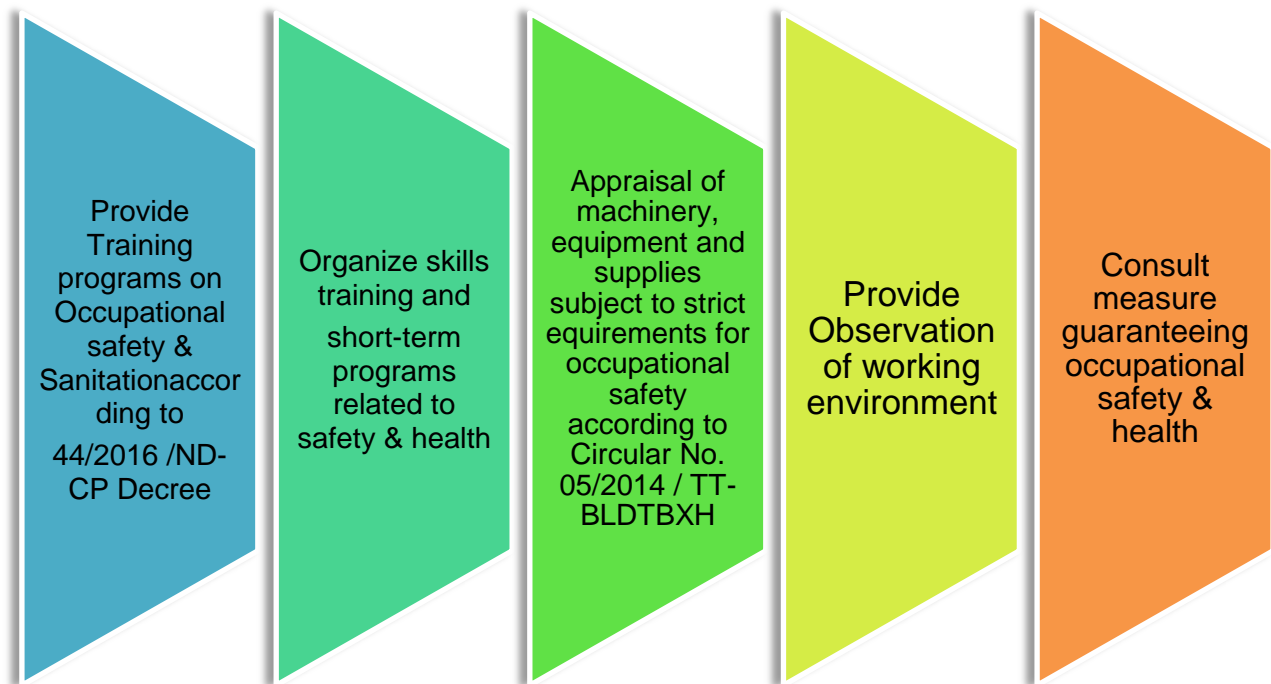 Provide
Training
programs on
Occupational
safety &
Sanitationaccor
ding to
44/2016 /ND-
CP Decree
Organize skills
training and
short-term
programs
related to
safety & health
Appraisal of
machinery,
equipment and
supplies
subject to strict
equirements for
occupational
safety
according to
Circular No.
05/2014 / TT-
BLDTBXH
Provide
Observation
of working
environment
Consult
measure
guaranteeing
occupational
safety &
health